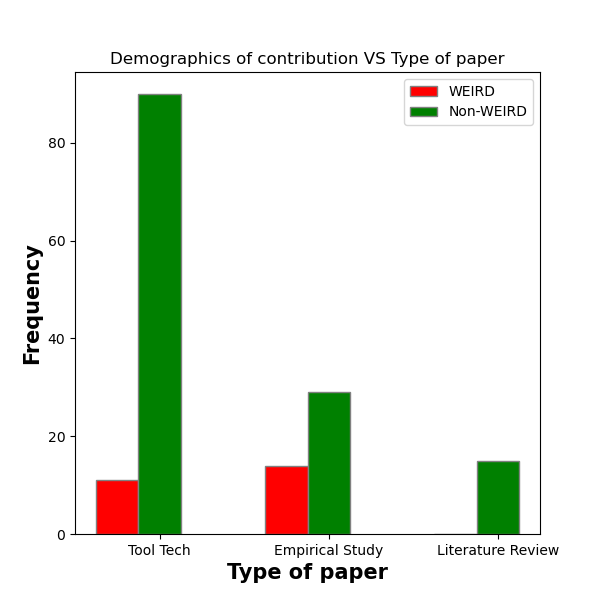 Demographics of contribution VS Type of paper
WEIRD
Non-WEIRD
80
60
40
20
0
Frequency
Tool Tech
Empirical Study
Literature Review
Type of paper